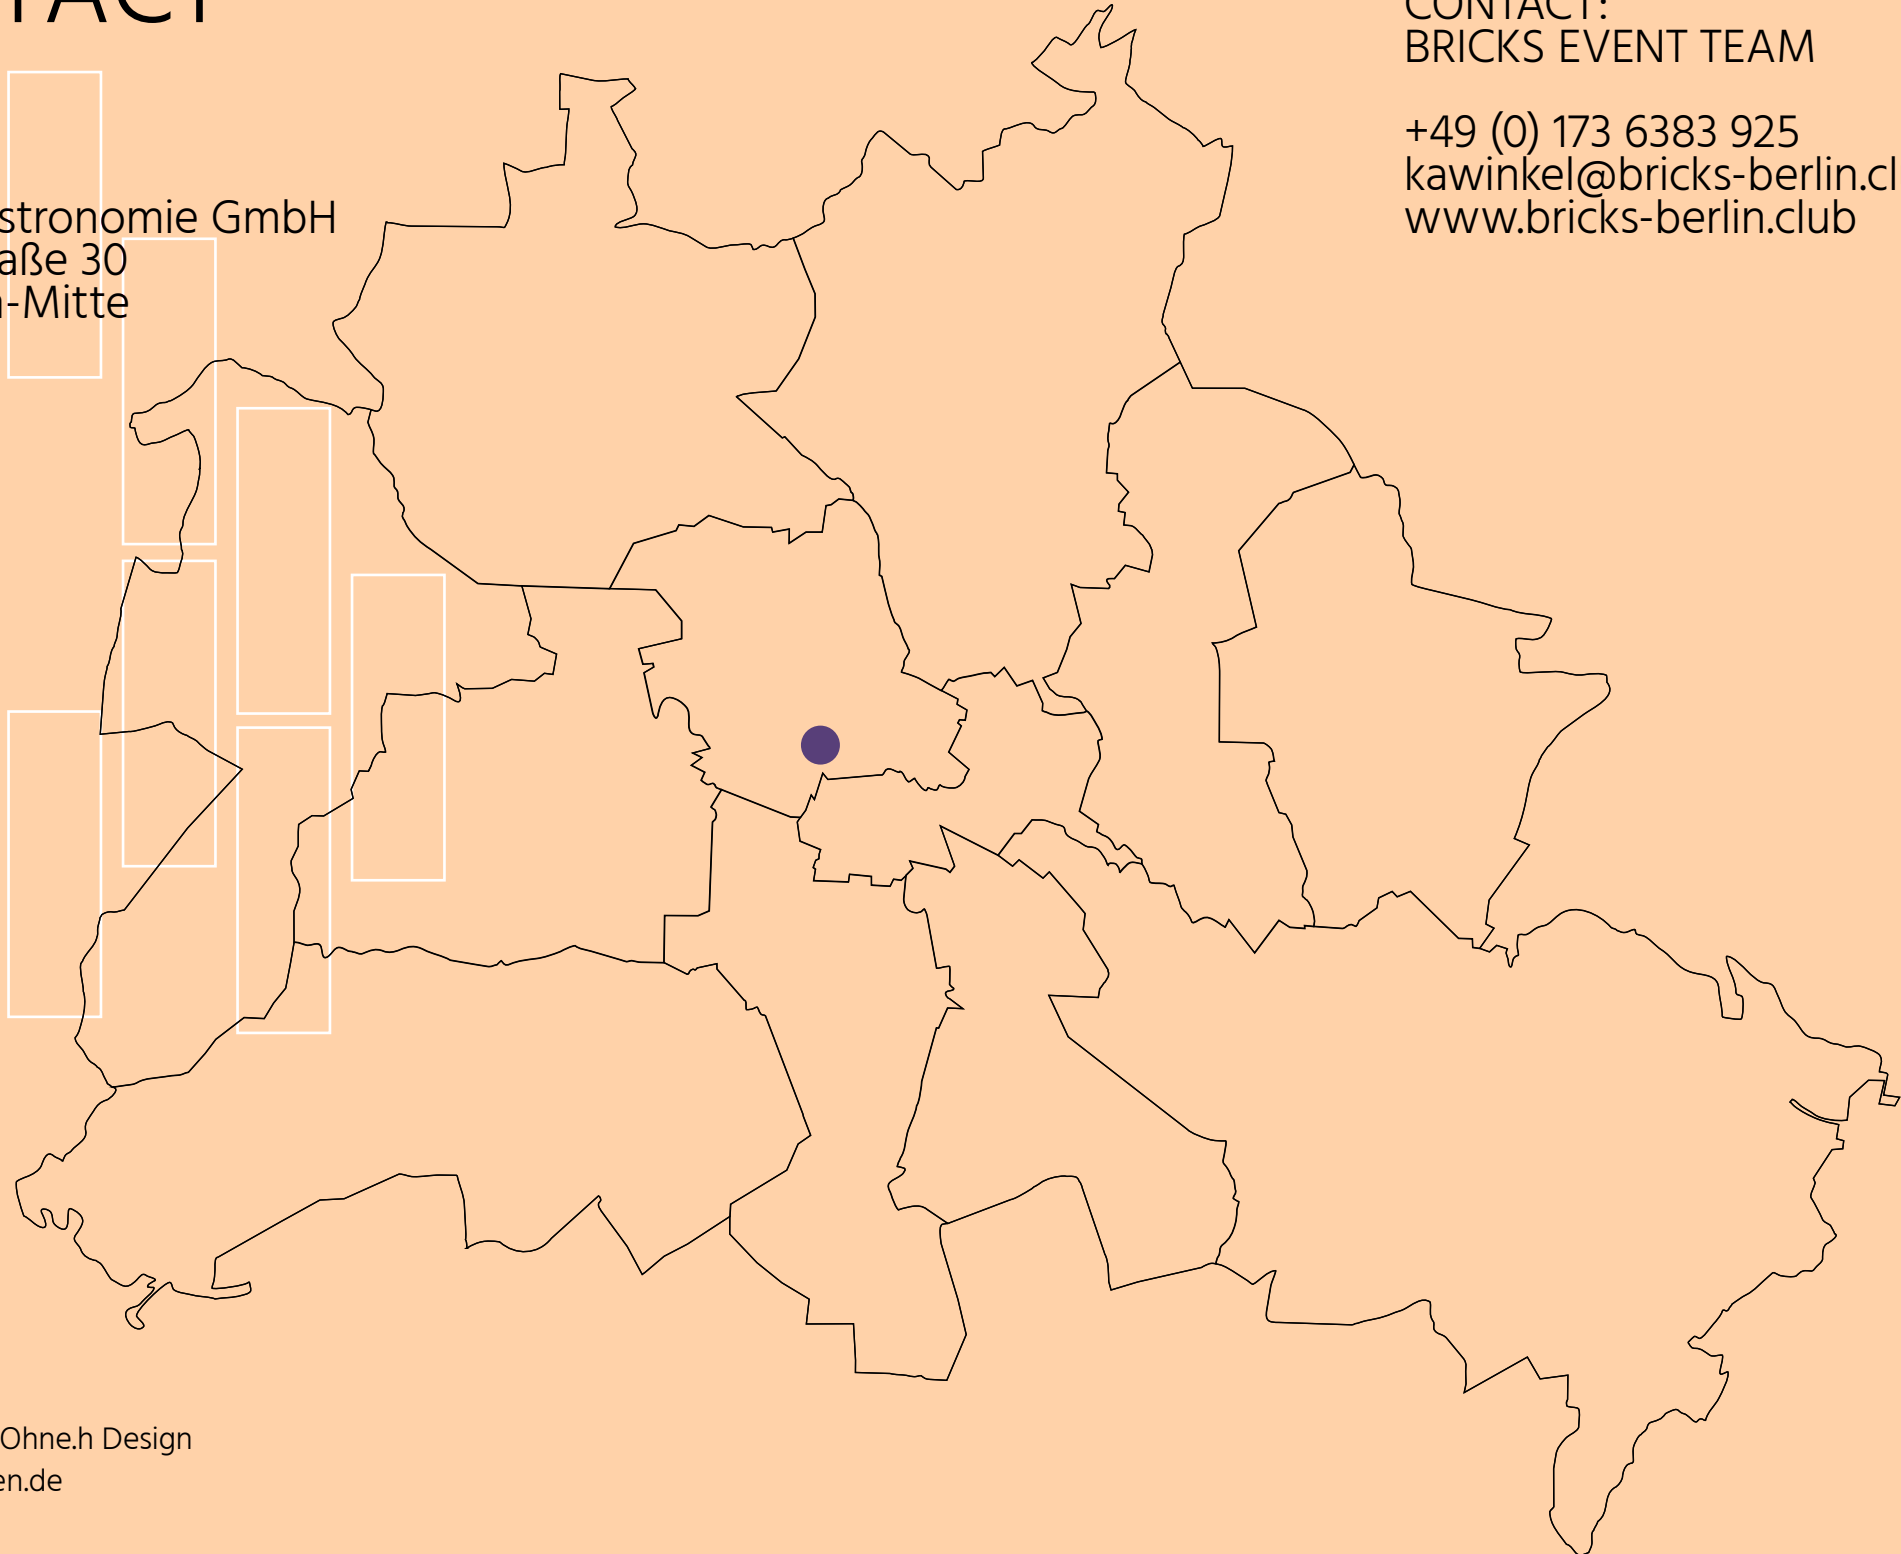 TACT
CONTACT:
BRICKS EVENT TEAM
+49 (0) 173 6383 925
kawinkel@bricks-berlin.cl
www.bricks-berlin.club
stronomie GmbH
aße 30
-Mitte
Ohne.h Design
en.de